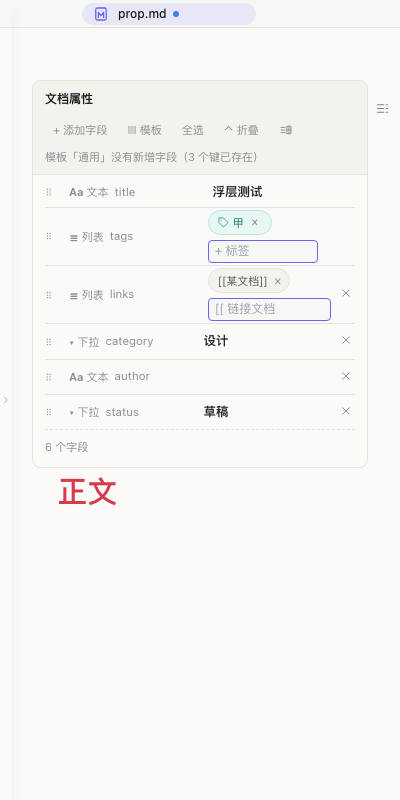 prop.md
文档属性
+ 添加字段 模板 全选 折叠
模板「通用」没有新增字段（3 个键已存在）
Aa 文本 title 浮层测试
列表 tags 甲 ×
+ 标签
列表 links [[某文档]] ×
[[ 链接文档
下拉 category 设计
Aa 文本 author
下拉 status 草稿
6 个字段
正文